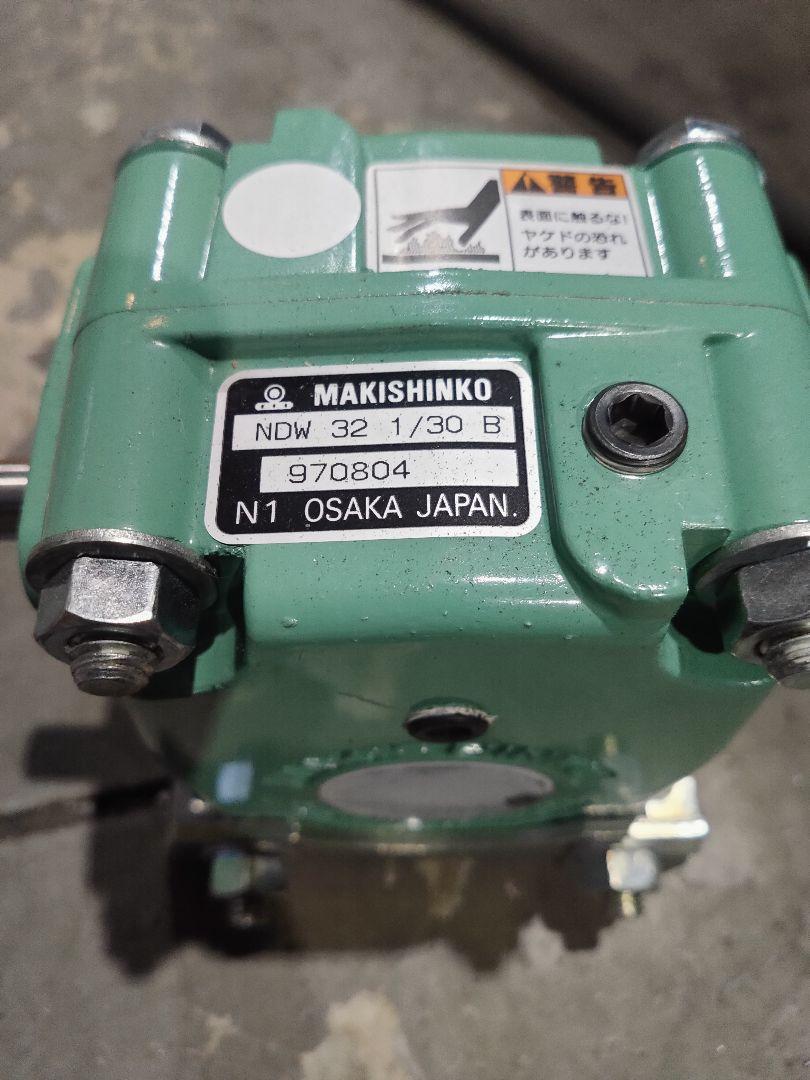 警告
表面に触るな!
ヤケドの恐れ
があります
MAKISHINKO
NDW 32 1/30 B
970804
N1 OSAKA JAPAN.